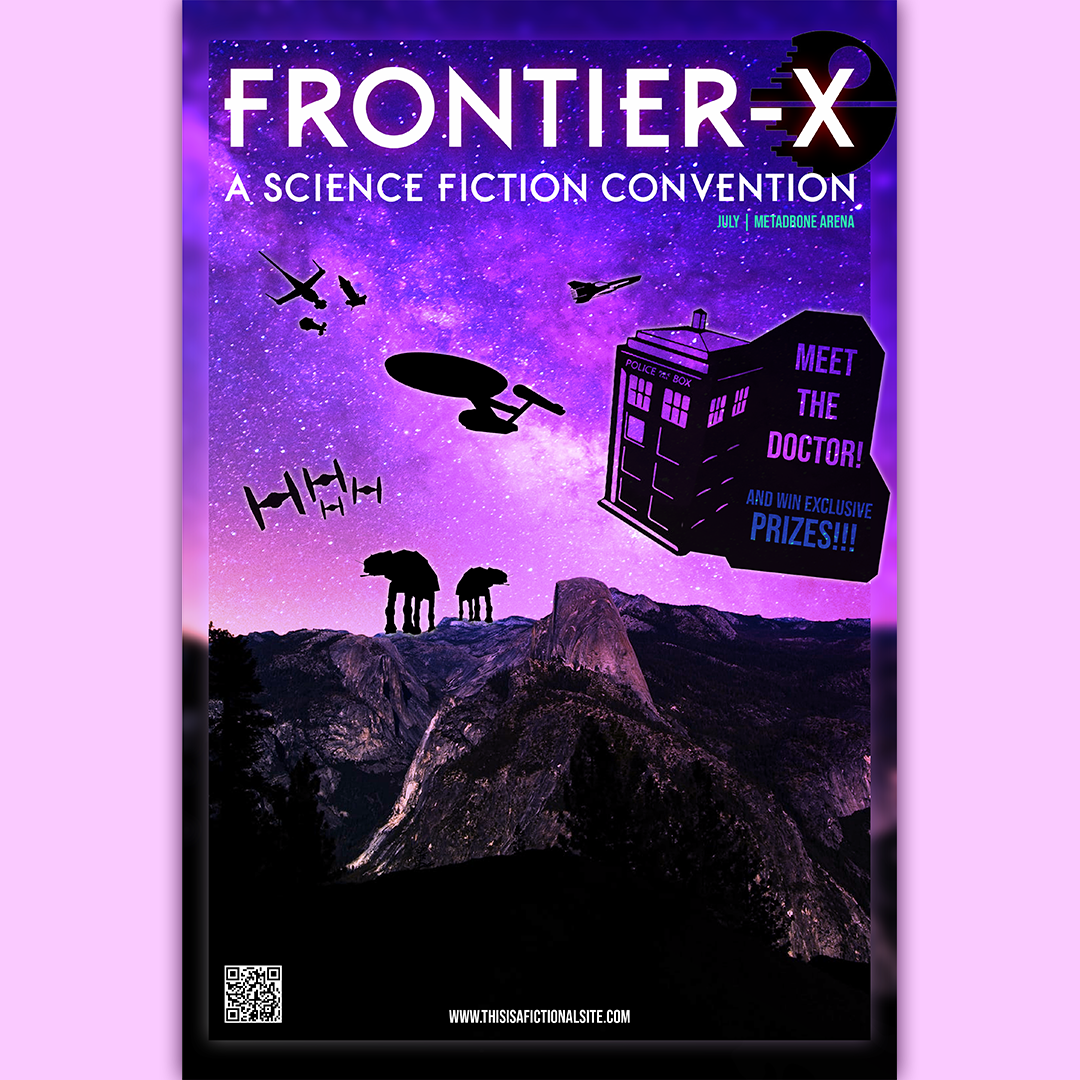 FRONTIER-X
A SCIENCE FICTION CONVENTION
JULY | METADBONE ARENA
POLICE BOX
MEET
THE
DOCTOR!
AND WIN EXCLUSIVE
PRIZES!!!
WWW.THISISAFICTIONALSITE.COM